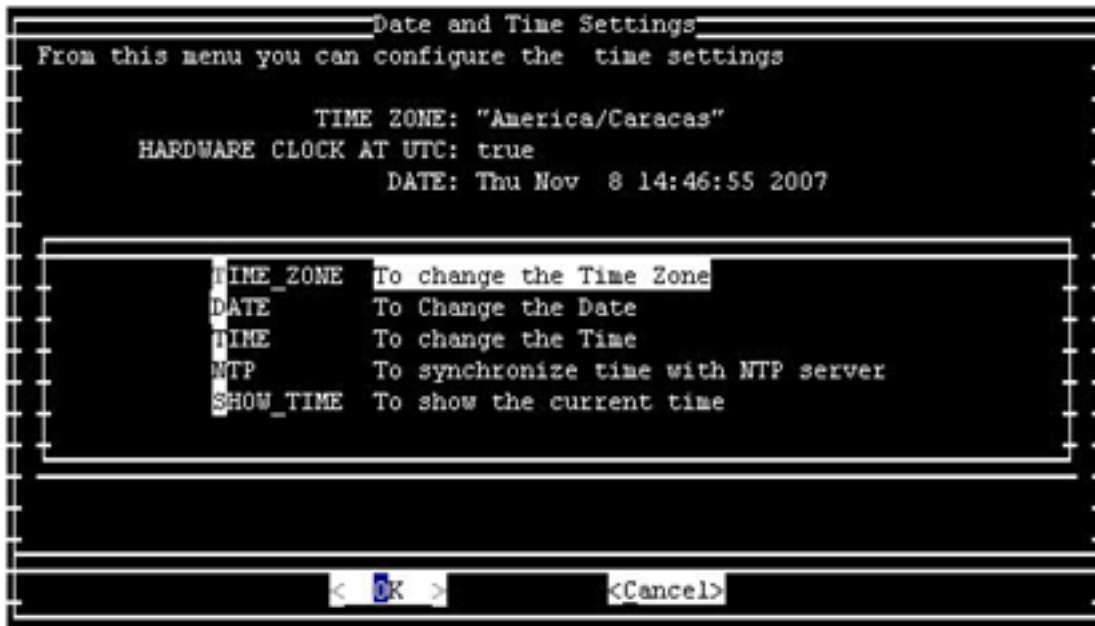 Date and Time Settings
From this menu you can configure the  time settings
TIME ZONE: "America/Caracas"
HARDWARE CLOCK AT UTC: true
DATE: Thu Nov  8 14:46:55 2007
TIME_ZONE  To change the Time Zone
DATE  To Change the Date
TIME  To change the Time
NTP  To synchronize time with NTP server
SHOW_TIME  To show the current time
<  OK  >  <Cancel>